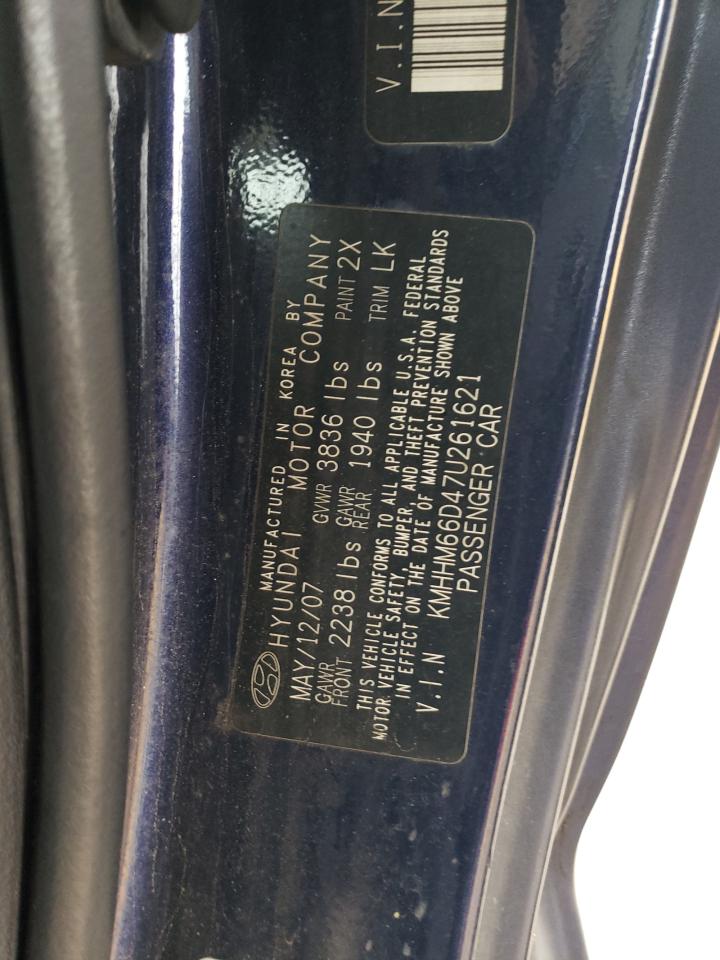 V.I.N
MANUFACTURED IN KOREA BY
HYUNDAI MOTOR COMPANY
MAY/12/07 GVWR 3836 lbs PAINT 2X
GAWR FRONT 2238 lbs GAWR REAR 1940 lbs TRIM LK
THIS VEHICLE CONFORMS TO ALL APPLICABLE U.S.A. FEDERAL
MOTOR VEHICLE SAFETY, BUMPER, AND THEFT PREVENTION STANDARDS
IN EFFECT ON THE DATE OF MANUFACTURE SHOWN ABOVE
V.I.N KMHHM66D47U261621
PASSENGER CAR